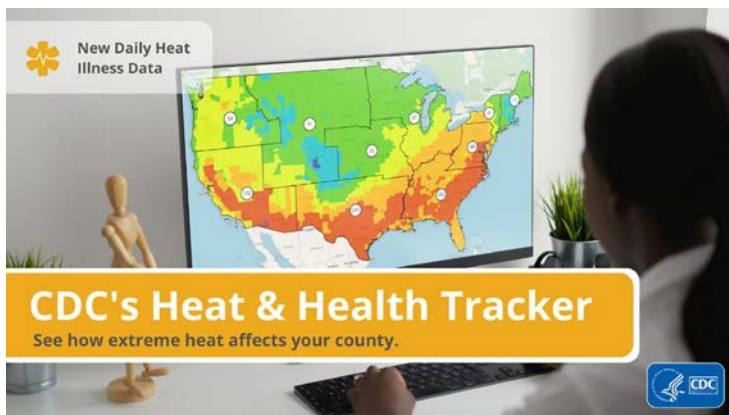 New Daily Heat
Illness Data
CDC's Heat & Health Tracker
See how extreme heat affects your county.
CDC